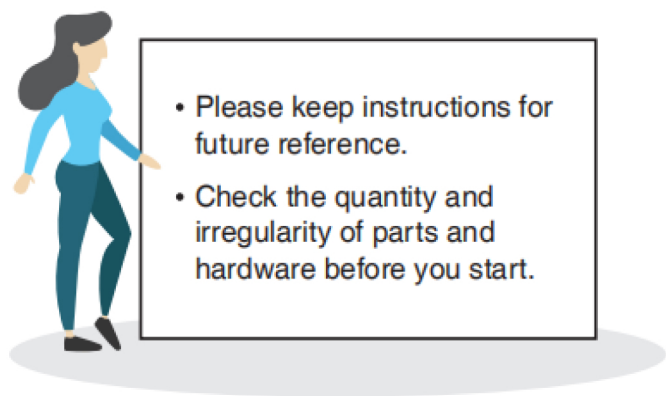 • Please keep instructions for
future reference.
• Check the quantity and
irregularity of parts and
hardware before you start.